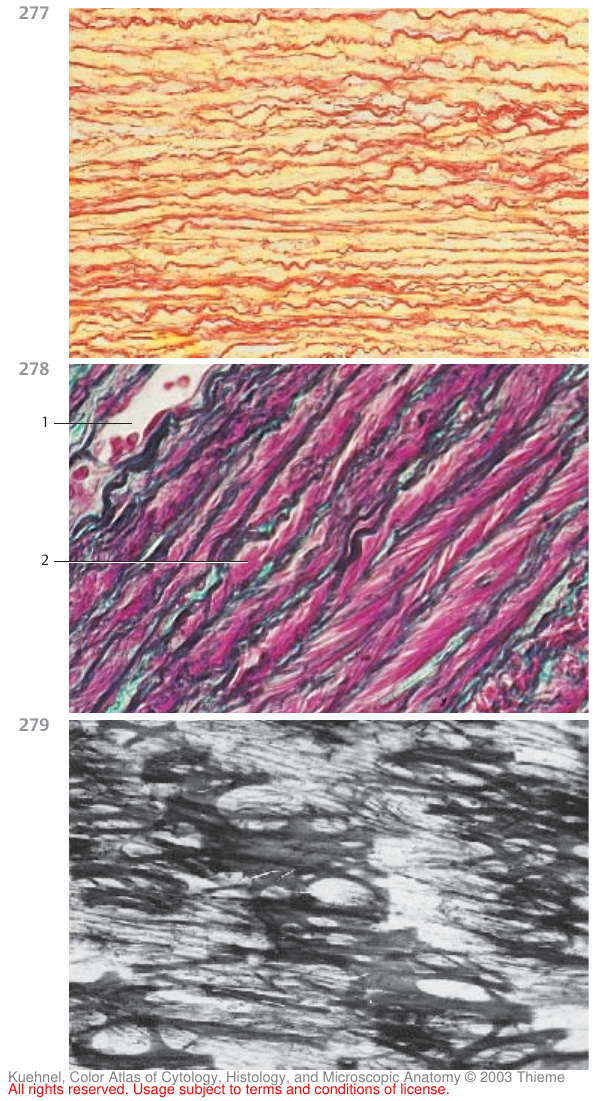 277
278
1
2
279
Kuehnel, Color Atlas of Cytology, Histology, and Microscopic Anatomy © 2003 Thieme
All rights reserved. Usage subject to terms and conditions of license.